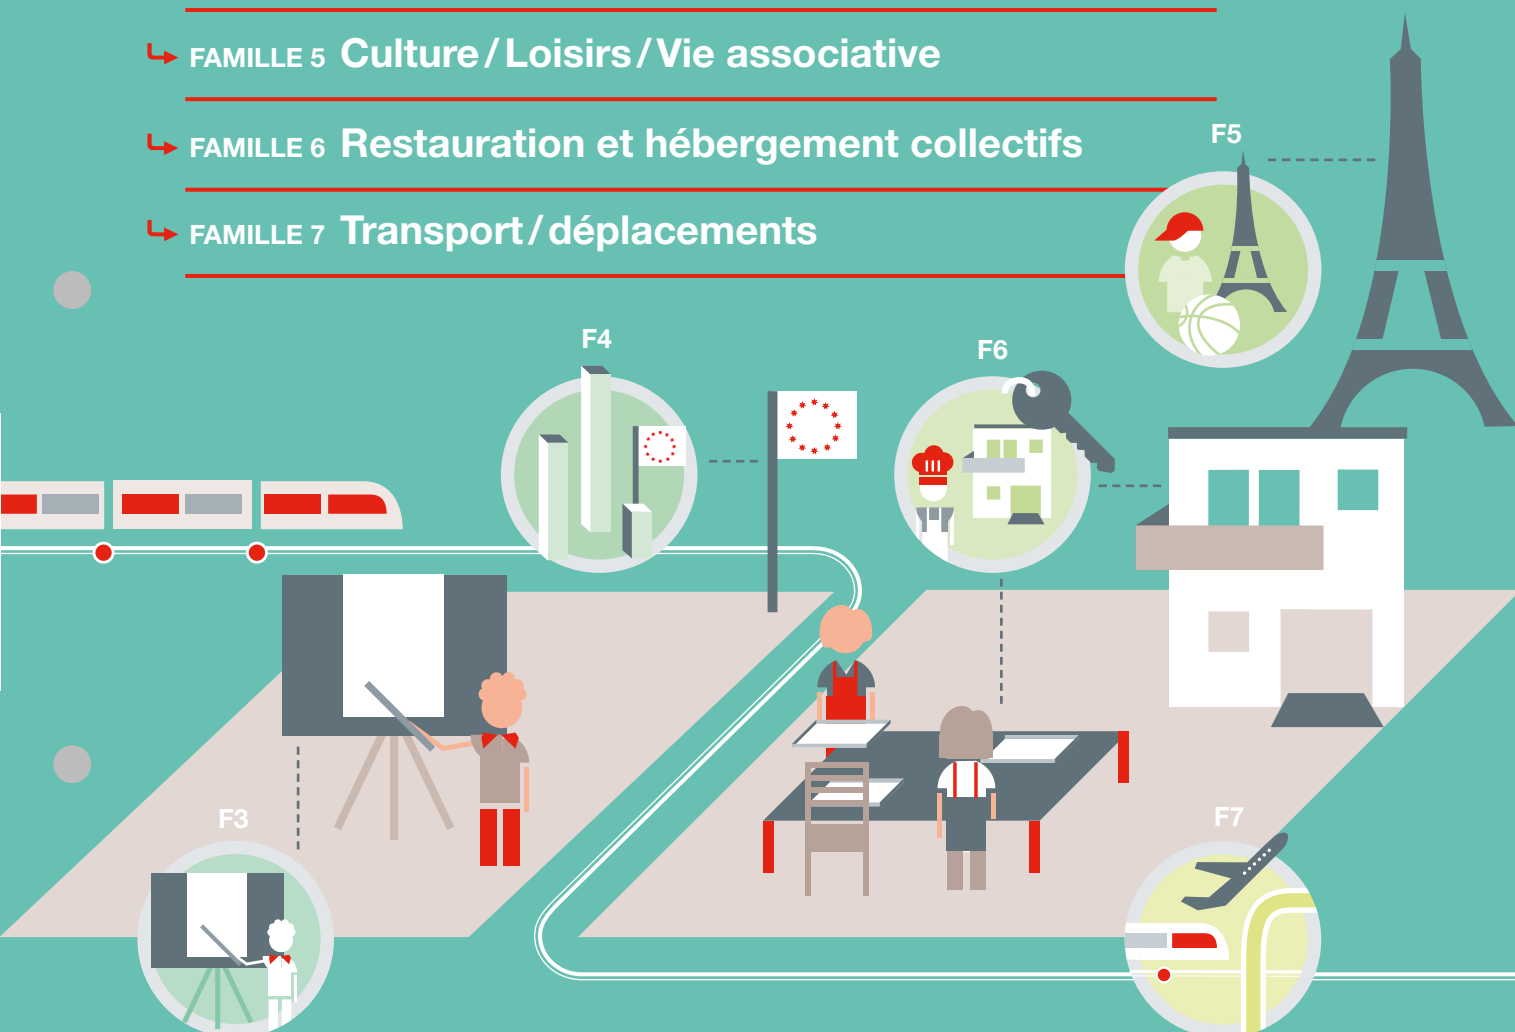 FAMILLE 5 Culture / Loisirs / Vie associative
FAMILLE 6 Restauration et hébergement collectifs
FAMILLE 7 Transport / déplacements
F5
F4
F6
F3
F7